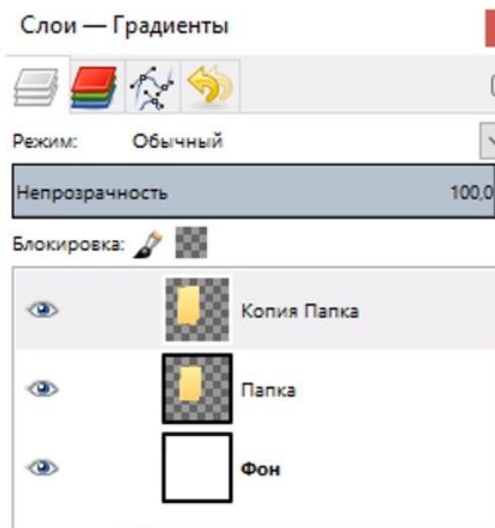 Слои — Градиенты
Режим: Обычный
Непрозрачность 100,0
Блокировка:
Копия Папка
Папка
Фон